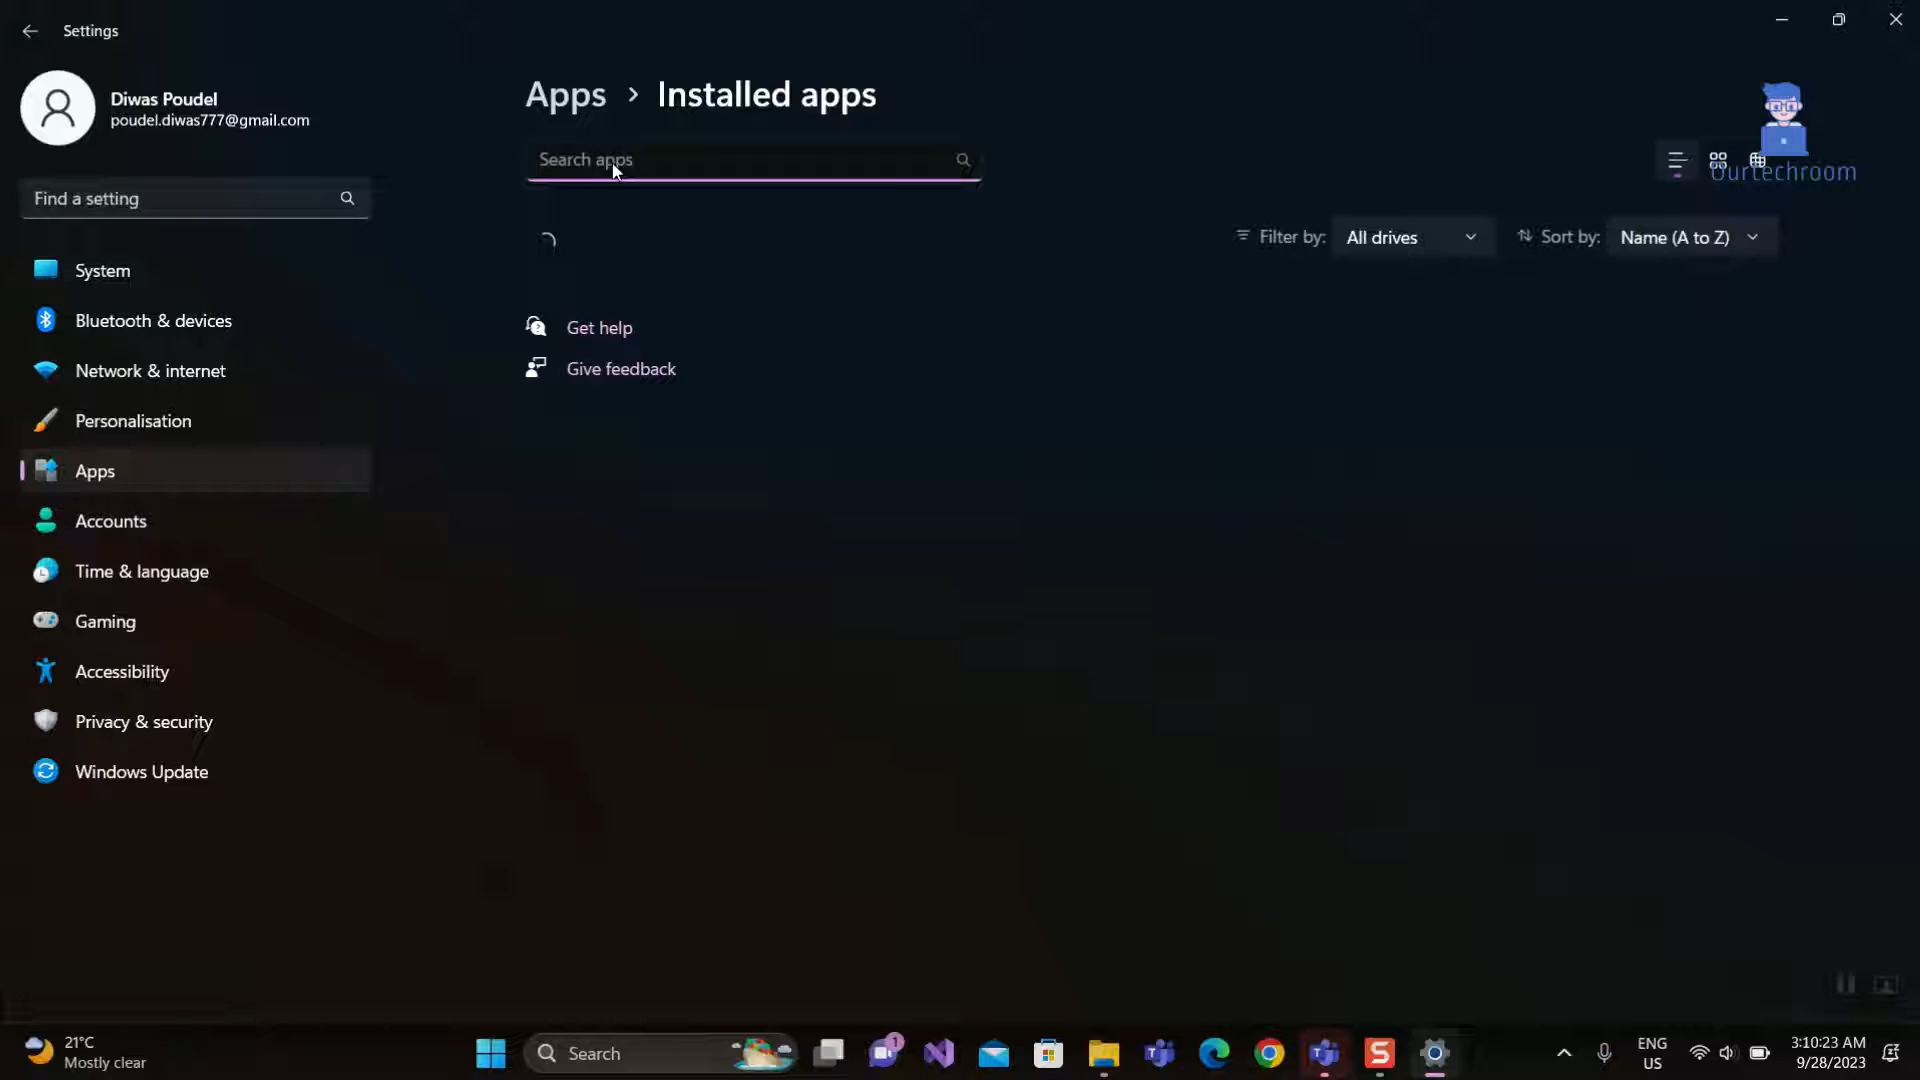 Settings
Diwas Poudel
poudel.diwas777@gmail.com
Find a setting
System
Bluetooth & devices
Network & internet
Personalisation
Apps
Accounts
Time & language
Gaming
Accessibility
Privacy & security
Windows Update
Apps > Installed apps
Search apps
ourtechroom
Filter by: All drives
Sort by: Name (A to Z)
Get help
Give feedback
21°C
Mostly clear
Search
1
ENG
US
3:10:23 AM
9/28/2023